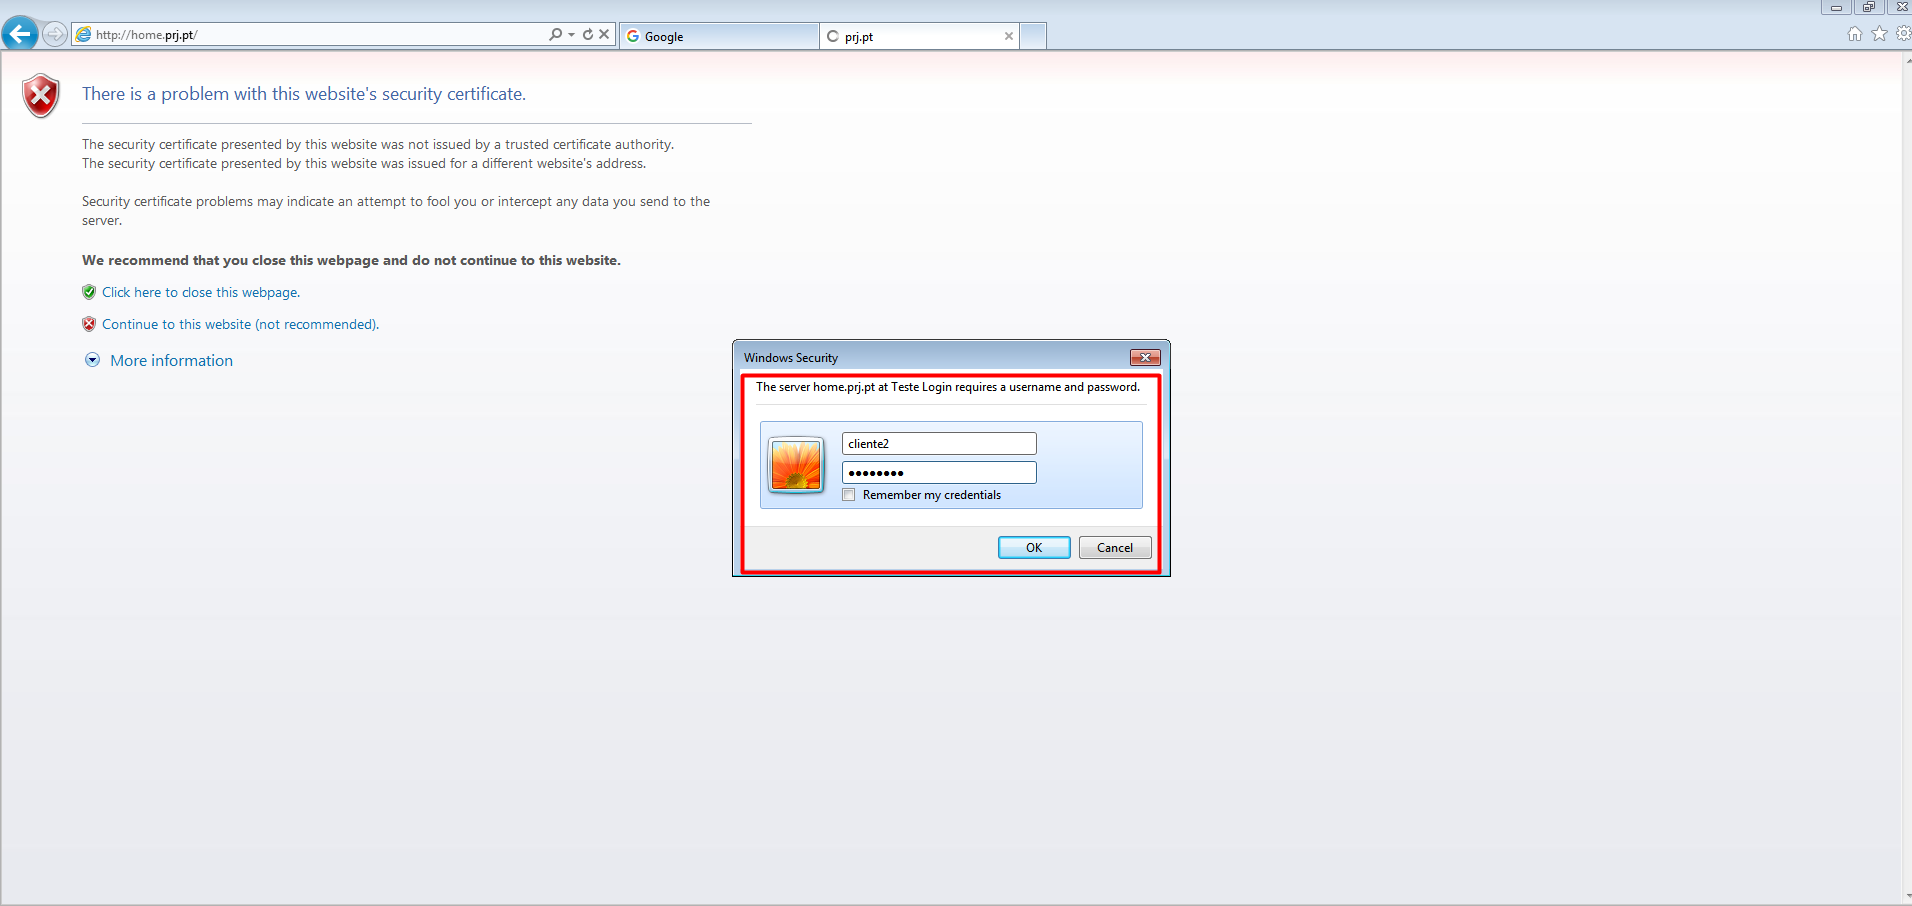 http://home.prj.pt/
Google
prj.pt
There is a problem with this website's security certificate.
The security certificate presented by this website was not issued by a trusted certificate authority.
The security certificate presented by this website was issued for a different website's address.
Security certificate problems may indicate an attempt to fool you or intercept any data you send to the
server.
We recommend that you close this webpage and do not continue to this website.
Click here to close this webpage.
Continue to this website (not recommended).
More information
Windows Security
The server home.prj.pt at Teste Login requires a username and password.
cliente2
●●●●●●●●
Remember my credentials
OK
Cancel